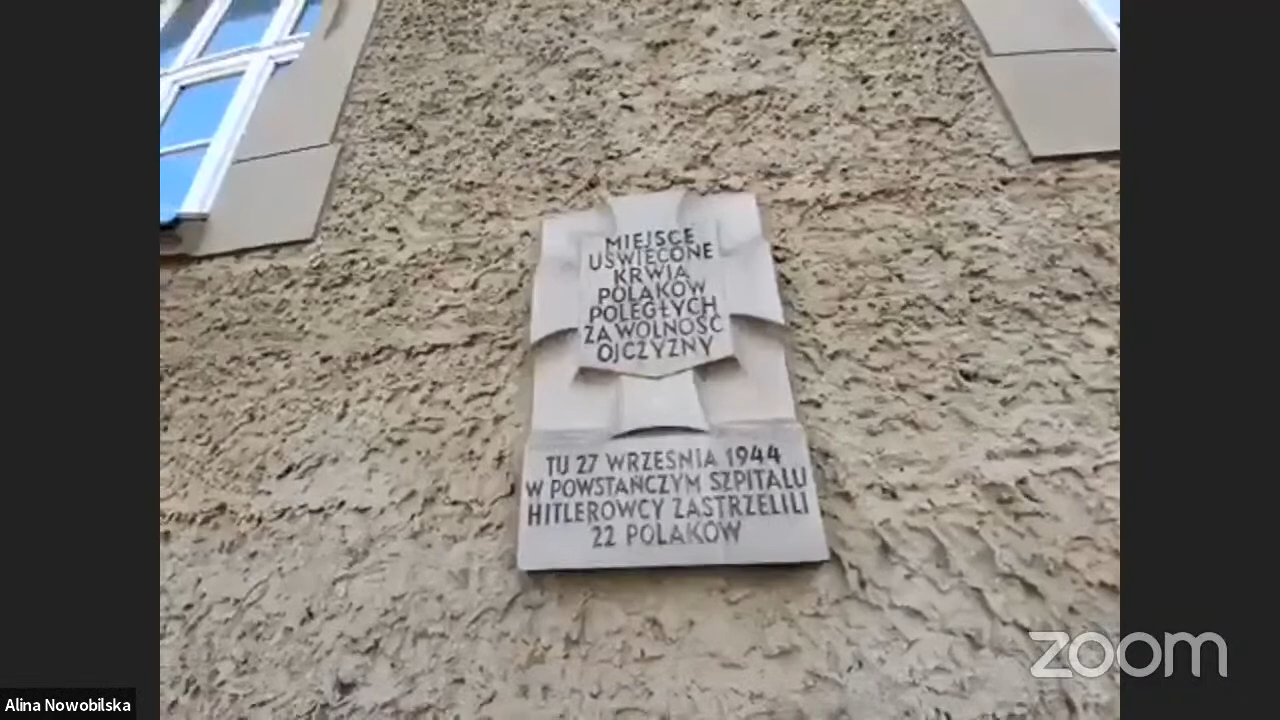 MIEJSCE
UŚWIĘCONE
KRWIĄ
POLAKÓW
POLEGŁYCH
ZA WOLNOŚĆ
OJCZYZNY
TU 27 WRZEŚNIA 1944
W POWSTAŃCZYM SZPITALU
HITLEROWCY ZASTRZELILI
22 POLAKÓW
zoom
Alina Nowobilska